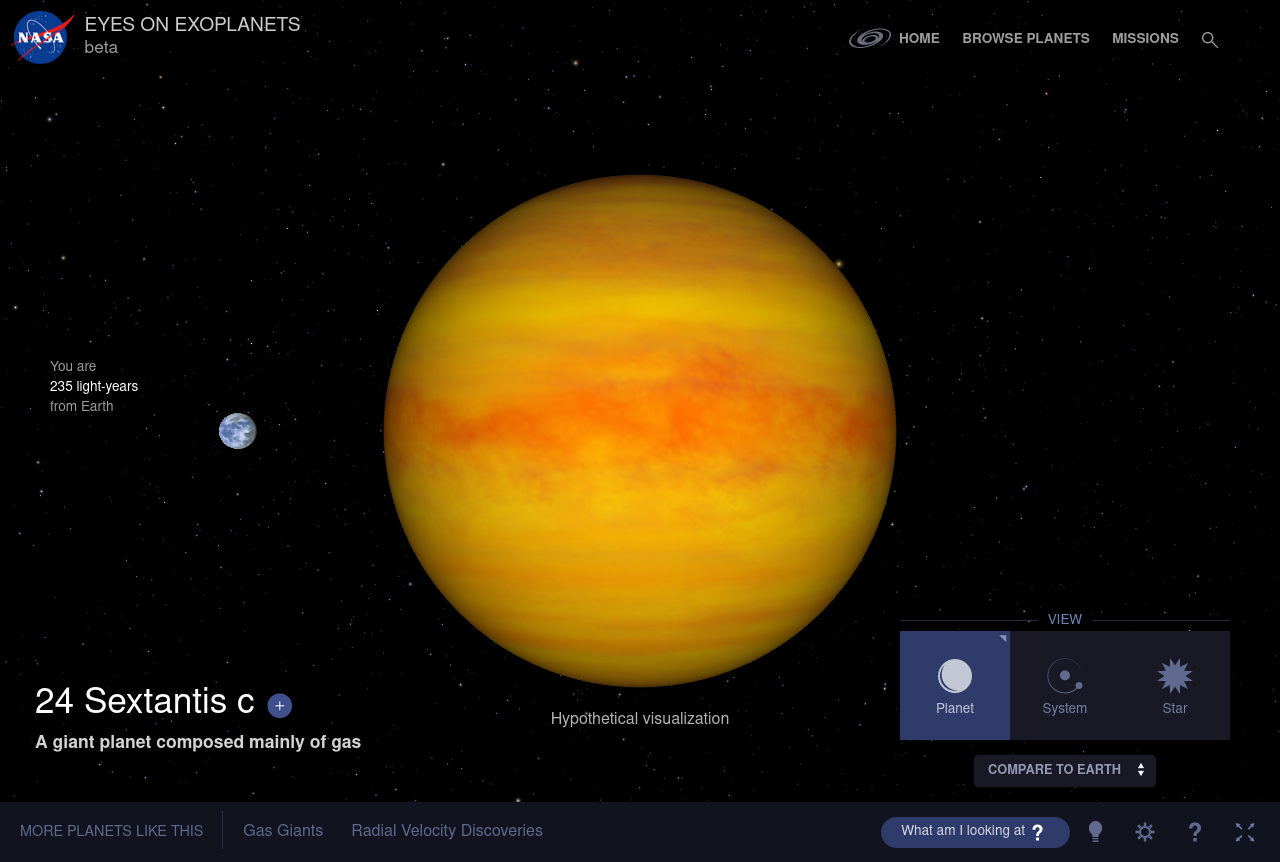 NASA
EYES ON EXOPLANETS
beta
HOME
BROWSE PLANETS
MISSIONS
You are
235 light-years
from Earth
VIEW
Planet
System
Star
24 Sextantis c +
A giant planet composed mainly of gas
Hypothetical visualization
COMPARE TO EARTH
MORE PLANETS LIKE THIS
Gas Giants
Radial Velocity Discoveries
What am I looking at ?
?